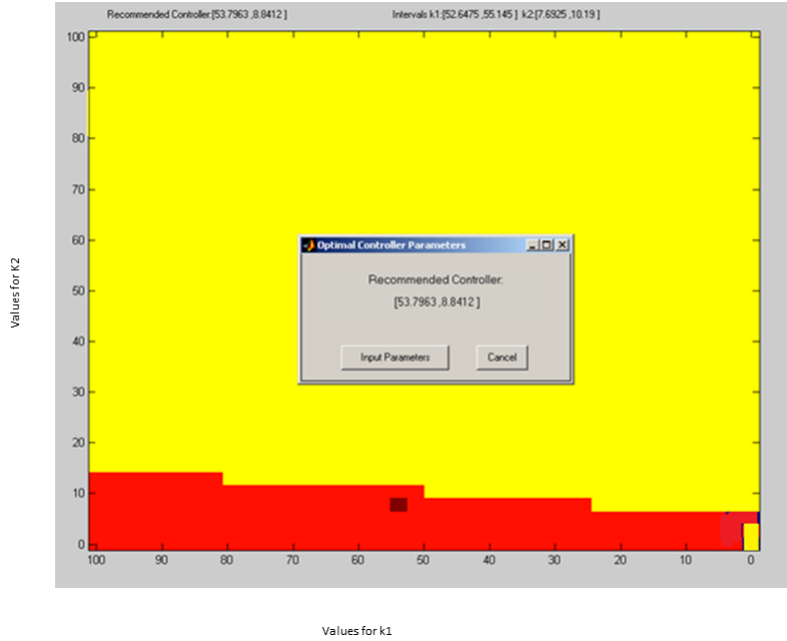 Recommended Controller:[53.7963 ,8.8412 ]
Intervals k1:[52.6475 ,55.145 ] k2:[7.6925 ,10.19 ]
100
90
80
70
60
50
40
30
20
10
0
Values for K2
Optimal Controller Parameters
Recommended Controller:
[53.7963 ,8.8412 ]
Input Parameters
Cancel
100 90 80 70 60 50 40 30 20 10 0
Values for k1